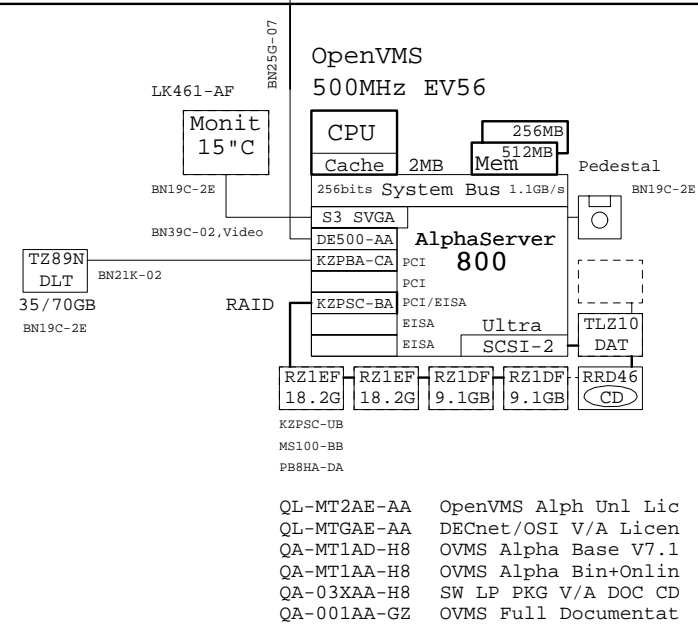 BN25G-07
OpenVMS
500MHz EV56
LK461-AF
Monit
15"C
CPU
Cache
2MB
256MB
512MB
Mem
Pedestal
BN19C-2E
256bits System Bus 1.1GB/s
BN19C-2E
S3 SVGA
BN39C-02,Video
DE500-AA
AlphaServer
800
TZ89N
DLT
BN21K-02
KZPBA-CA
PCI
PCI
35/70GB
RAID
KZPSC-BA
PCI/EISA
BN19C-2E
EISA
Ultra
TLZ10
DAT
EISA
SCSI-2
RZ1EF
18.2G
RZ1EF
18.2G
RZ1DF
9.1GB
RZ1DF
9.1GB
RRD46
CD
KZPSC-UB
MS100-BB
PB8HA-DA
QL-MT2AE-AA OpenVMS Alph Unl Lic
QL-MTGAE-AA DECnet/OSI V/A Licen
QA-MT1AD-H8 OVMS Alpha Base V7.1
QA-MT1AA-H8 OVMS Alpha Bin+Onlin
QA-03XAA-H8 SW LP PKG V/A DOC CD
QA-001AA-GZ OVMS Full Documentat